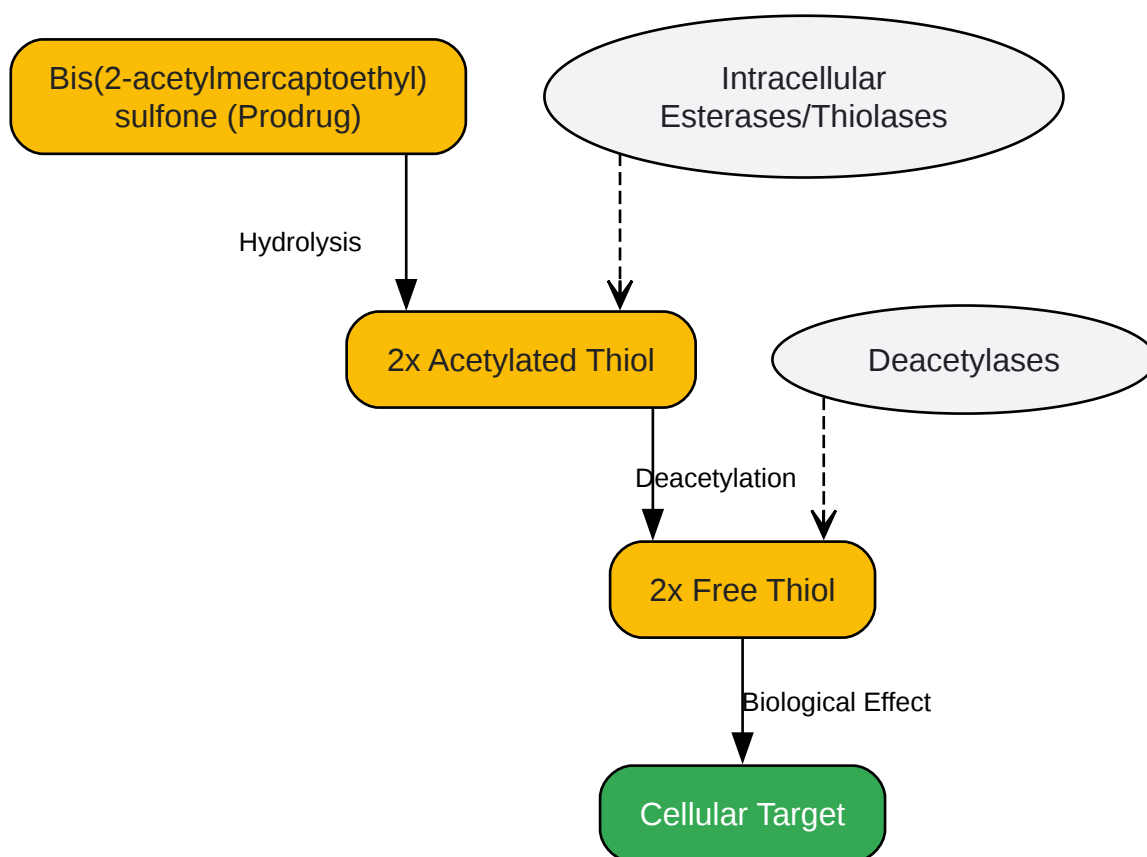 Bis(2-acetylmercaptoethyl)
sulfone (Prodrug)
Intracellular
Esterases/Thiolases
Hydrolysis
2x Acetylated Thiol
Deacetylases
Deacetylation
2x Free Thiol
Biological Effect
Cellular Target